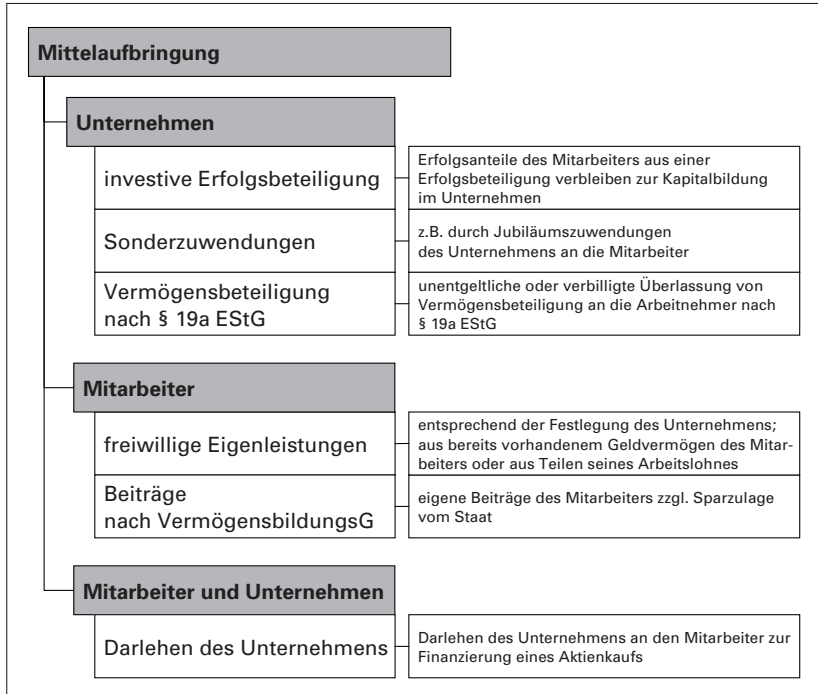 Mittelaufbringung
Unternehmen
investive Erfolgsbeteiligung
Erfolgsanteile des Mitarbeiters aus einer
Erfolgsbeteiligung verbleiben zur Kapitalbildung
im Unternehmen
Sonderzuwendungen
z.B. durch Jubiläumszuwendungen
des Unternehmens an die Mitarbeiter
Vermögensbeteiligung
nach § 19a EStG
unentgeltliche oder verbilligte Überlassung von
Vermögensbeteiligung an die Arbeitnehmer nach
§ 19a EStG
Mitarbeiter
freiwillige Eigenleistungen
entsprechend der Festlegung des Unternehmens;
aus bereits vorhandenem Geldvermögen des Mitar-
beiters oder aus Teilen seines Arbeitslohnes
Beiträge
nach VermögensbildungsG
eigene Beiträge des Mitarbeiters zzgl. Sparzulage
vom Staat
Mitarbeiter und Unternehmen
Darlehen des Unternehmens
Darlehen des Unternehmens an den Mitarbeiter zur
Finanzierung eines Aktienkaufs